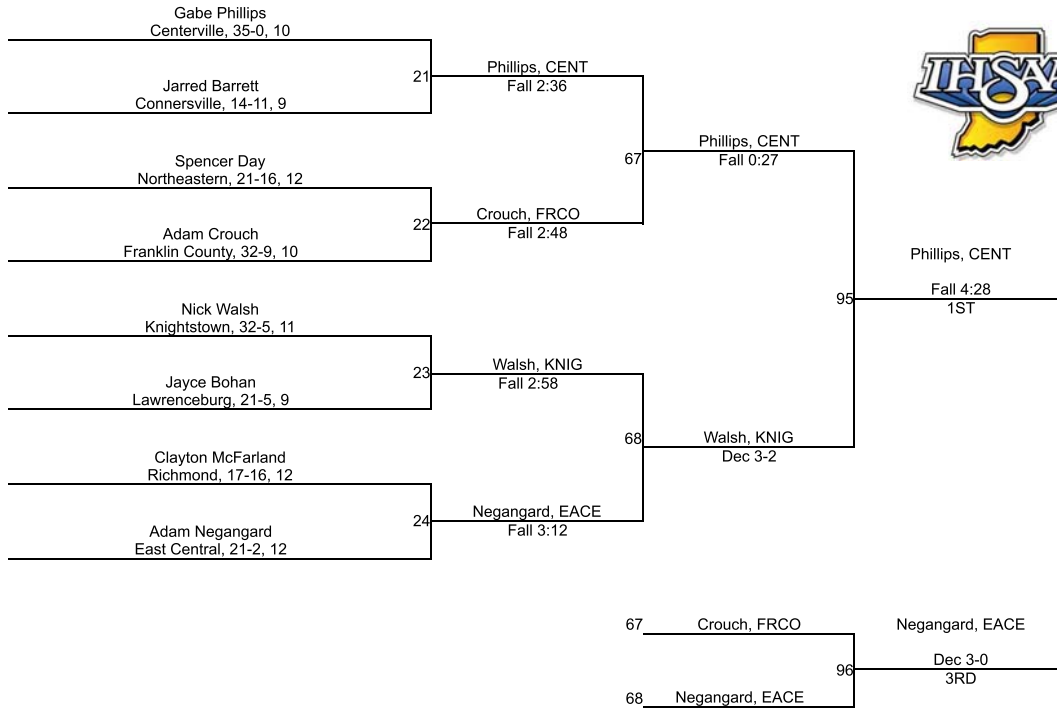 Gabe Phillips
Centerville, 35-0, 10
21
Jarred Barrett
Connersville, 14-11, 9
Phillips, CENT
Fall 2:36
Spencer Day
Northeastern, 21-16, 12
22
Adam Crouch
Franklin County, 32-9, 10
Crouch, FRCO
Fall 2:48
67
Phillips, CENT
Fall 0:27
IHSAA
Nick Walsh
Knightstown, 32-5, 11
23
Jayce Bohan
Lawrenceburg, 21-5, 9
Walsh, KNIG
Fall 2:58
Clayton McFarland
Richmond, 17-16, 12
24
Adam Negangard
East Central, 21-2, 12
Negangard, EACE
Fall 3:12
68
Walsh, KNIG
Dec 3-2
95
Phillips, CENT
Fall 4:28
1ST
67
Crouch, FRCO
68
Negangard, EACE
96
Negangard, EACE
Dec 3-0
3RD